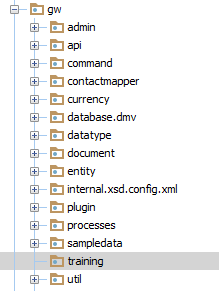 gw
admin
api
command
contactmapper
currency
database.dmv
datatype
document
entity
internal.xsd.config.xml
plugin
processes
sampledata
training
util